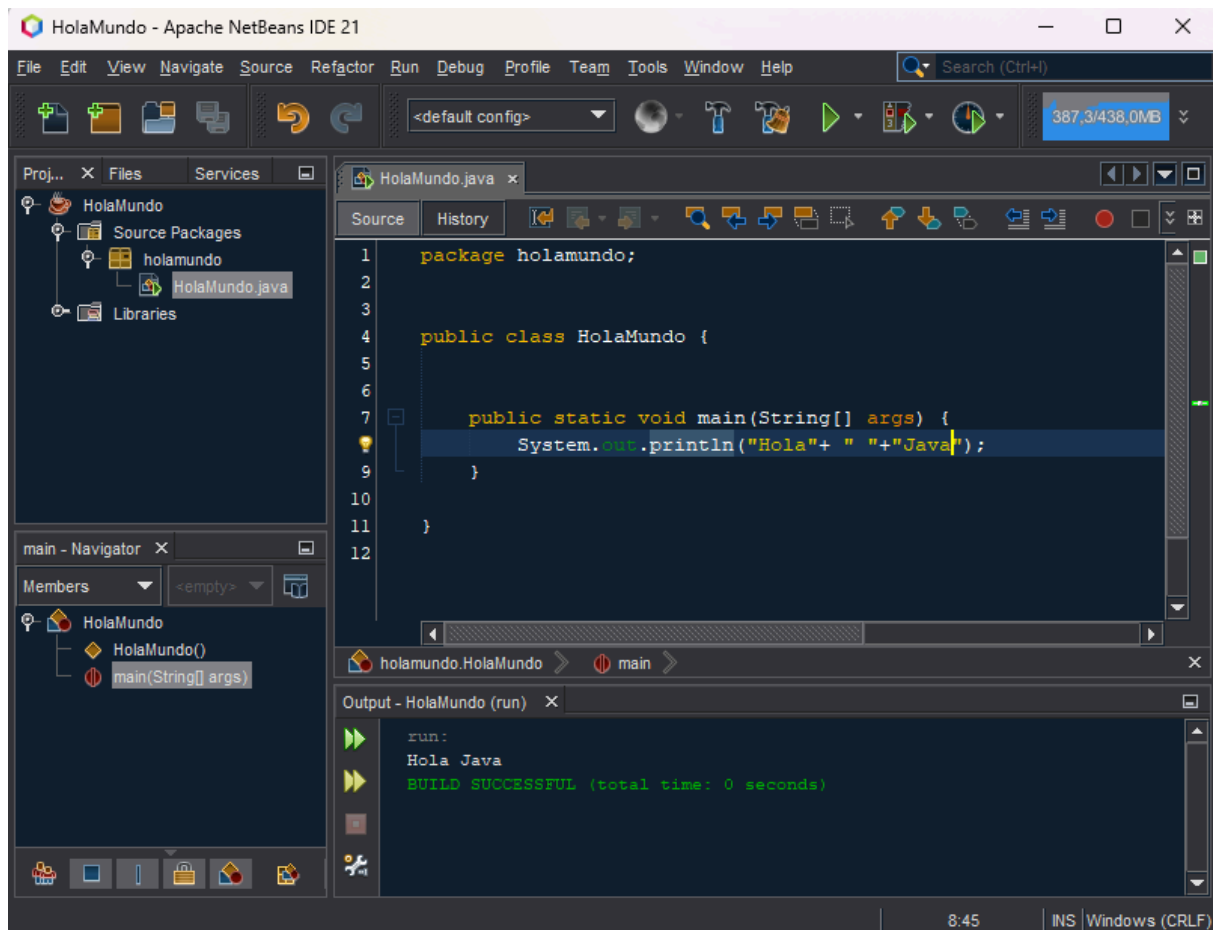 HolaMundo - Apache NetBeans IDE 21
File Edit View Navigate Source Refactor Run Debug Profile Team Tools Window Help Search (Ctrl+I)
<default config> 387,3/438,0MB
Proj... Files Services
HolaMundo
Source Packages
holamundo
HolaMundo.java
Libraries
main - Navigator
Members <empty>
HolaMundo
HolaMundo()
main(String[] args)
HolaMundo.java
Source History
1 package holamundo;
2
3
4 public class HolaMundo {
5
6
7 public static void main(String[] args) {
System.out.println("Hola"+ " "+"Java");
9 }
10
11 }
12
holamundo.HolaMundo main
Output - HolaMundo (run)
run:
Hola Java
BUILD SUCCESSFUL (total time: 0 seconds)
8:45 INS Windows (CRLF)